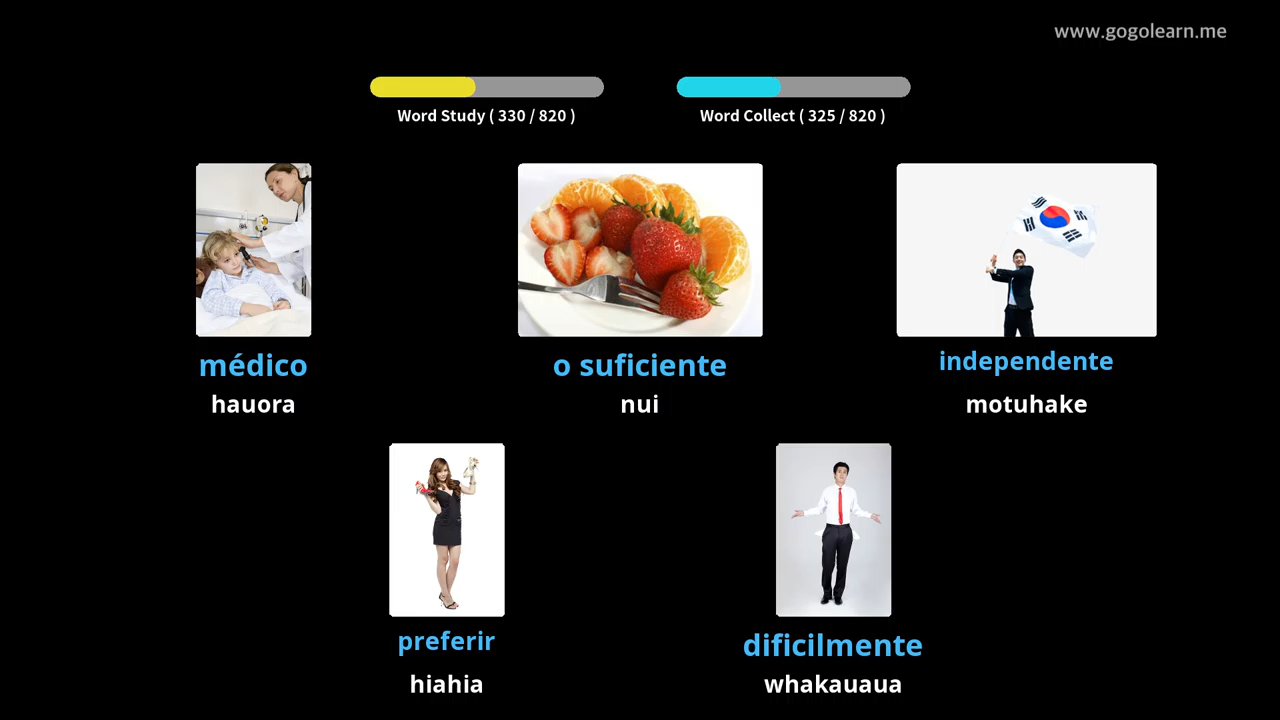 www.gogolearn.me
Word Study ( 330 / 820 )
Word Collect ( 325 / 820 )
médico
hauora
o suficiente
nui
independente
motuhake
preferir
hiahia
dificilmente
whakauaua